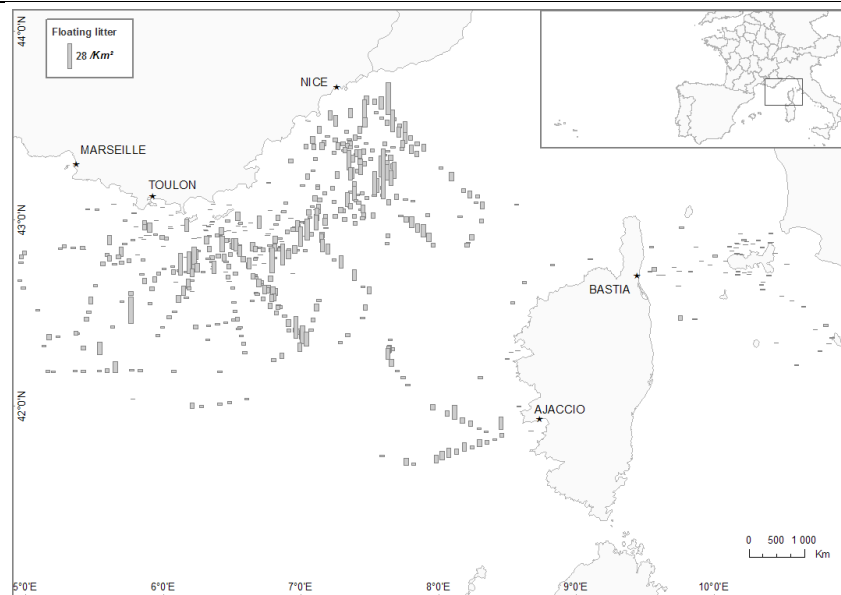 Floating litter
28 /Km²
44°0'N
NICE
MARSEILLE
TOULON
43°0'N
BASTIA
42°0'N
AJACCIO
0 500 1 000
Km
5°0'E 6°0'E 7°0'E 8°0'E 9°0'E 10°0'E